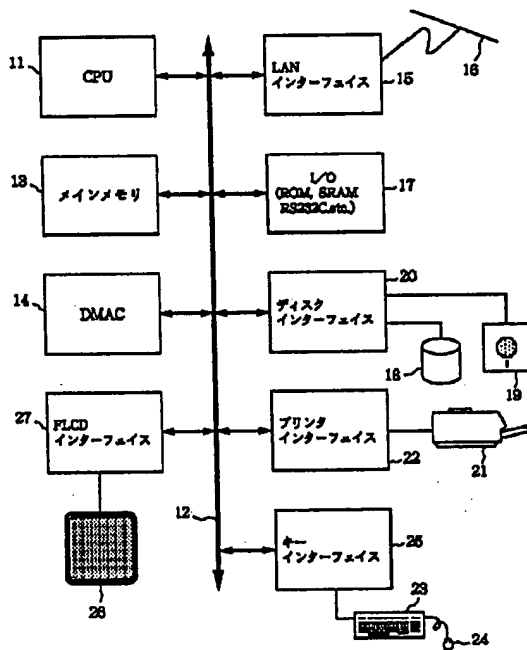 11
CPU
LAN
インターフェイス
15
16
13
メインメモリ
I/O
(ROM, SRAM
RS232C.etc.)
17
14
DMAC
20
ディスク
インターフェイス
18
19
27
FLCD
インターフェイス
プリンタ
インターフェイス
22
21
12
26
キー
インターフェイス
25
23
24